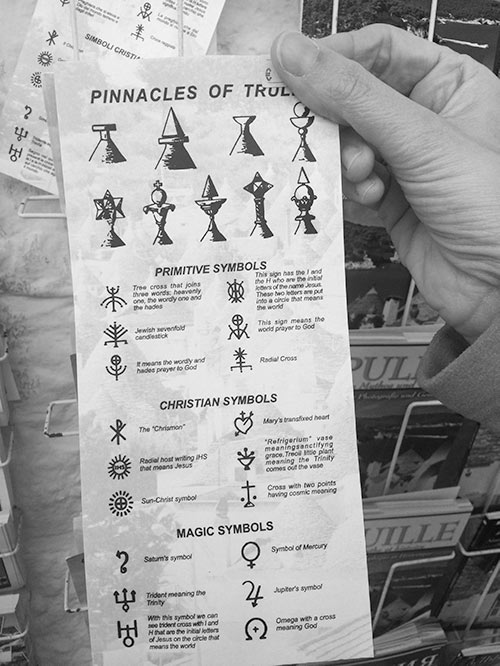 SIMBOLI CRISTIA
PINNACLES OF TRUL
PRIMITIVE SYMBOLS
Tree cross that joins
three words: heavenly
one, the wordly one and
the hades
This sign has the I and
the H who are the initial
letters of the name Jesus.
These two letters are put
into a circle that means
the world
Jewish sevenfold
candlestick
This sign means the
world prayer to God
It means the wordly and
hades prayer to God
Radial Cross
CHRISTIAN SYMBOLS
The "Chrismon"
Mary's transfixed heart
Radial host writing IHS
that means Jesus
IHS
"Refrigerium" vase
meaningsanctifying
grace,Treoil little plant
meaning the Trinity
comes out the vase
Sun-Christ symbol
Cross with two points
having cosmic meaning
MAGIC SYMBOLS
Saturn's symbol
Symbol of Mercury
Trident meaning the
Trinity
Jupiter's symbol
With this symbol we can
see trident cross with I and
H that are the initial letters
of Jesus on the circle that
means the world
Omega with a cross
meaning God
PUL
UILLE